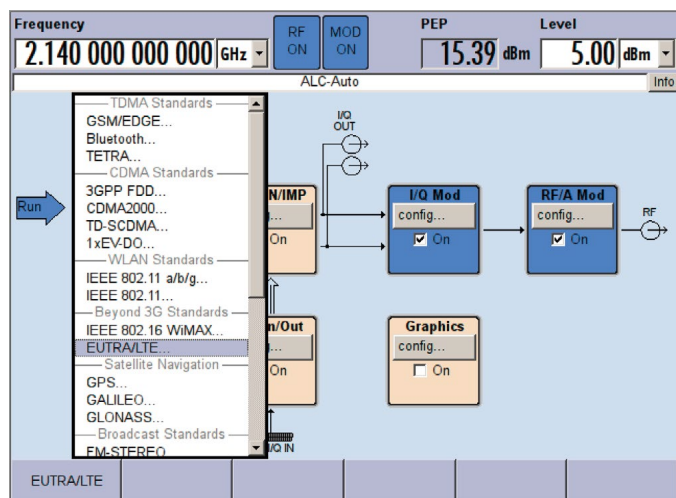 Frequency
2.140 000 000 000 GHz
RF ON
MOD ON
PEP
15.39 dBm
Level
5.00 dBm
ALC-Auto
Info
TDMA Standards
GSM/EDGE...
Bluetooth...
TETRA...
CDMA Standards
3GPP FDD...
CDMA2000...
TD-SCDMA...
1xEV-DO...
WLAN Standards
IEEE 802.11 a/b/g...
IEEE 802.11...
Beyond 3G Standards
IEEE 802.16 WiMAX...
EUTRA/LTE...
Satellite Navigation
GPS...
GALILEO...
GLONASS...
Broadcast Standards
FM-STEREO
Run
I/Q OUT
N/IMP
On
I/Q Mod
config...
On
RF/A Mod
config...
On
RF
n/Out
On
Graphics
config...
On
I/Q IN
EUTRA/LTE